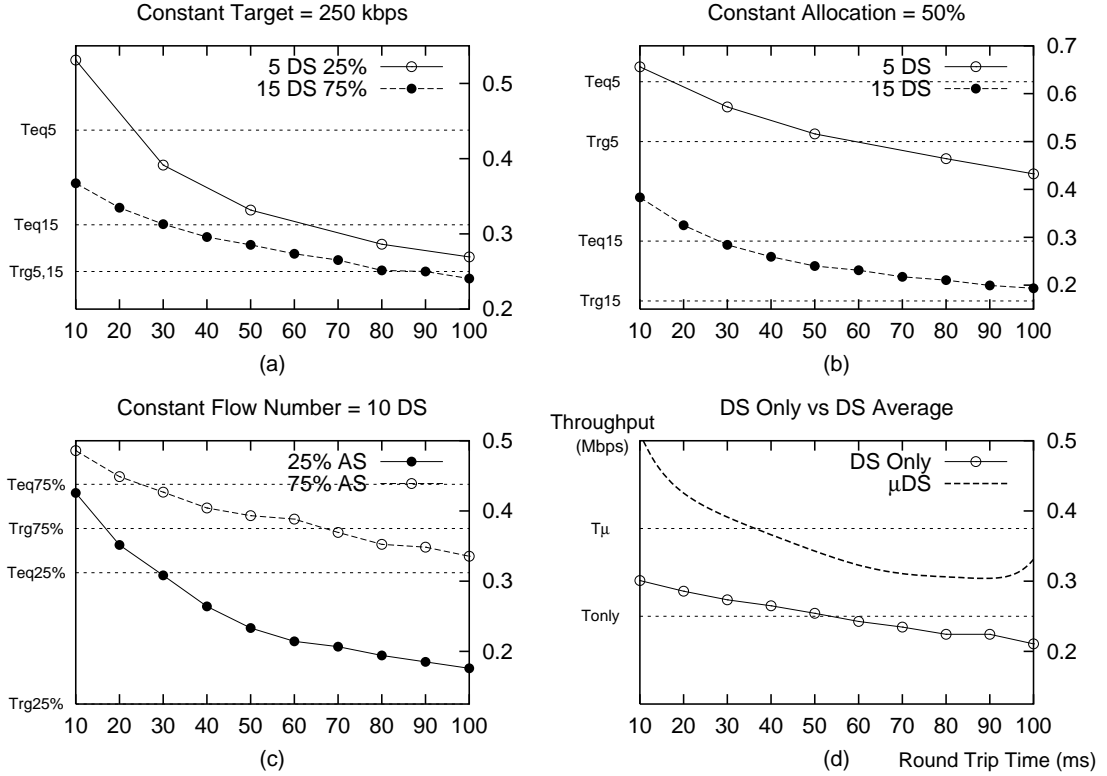 Constant Target = 250 kbps
5 DS 25%
15 DS 75%
Teq5
Teq15
Trg5,15
0.5
0.4
0.3
0.2
10 20 30 40 50 60 70 80 90 100
(a)
Constant Allocation = 50%
5 DS
15 DS
Teq5
Trg5
Teq15
Trg15
0.7
0.6
0.5
0.4
0.3
0.2
10 20 30 40 50 60 70 80 90 100
(b)
Constant Flow Number = 10 DS
25% AS
75% AS
Teq75%
Trg75%
Teq25%
Trg25%
0.5
0.4
0.3
0.2
10 20 30 40 50 60 70 80 90 100
(c)
DS Only vs DS Average
Throughput
(Mbps)
DS Only
μDS
Tμ
Tonly
0.5
0.4
0.3
0.2
10 20 30 40 50 60 70 80 90 100
(d)
Round Trip Time (ms)